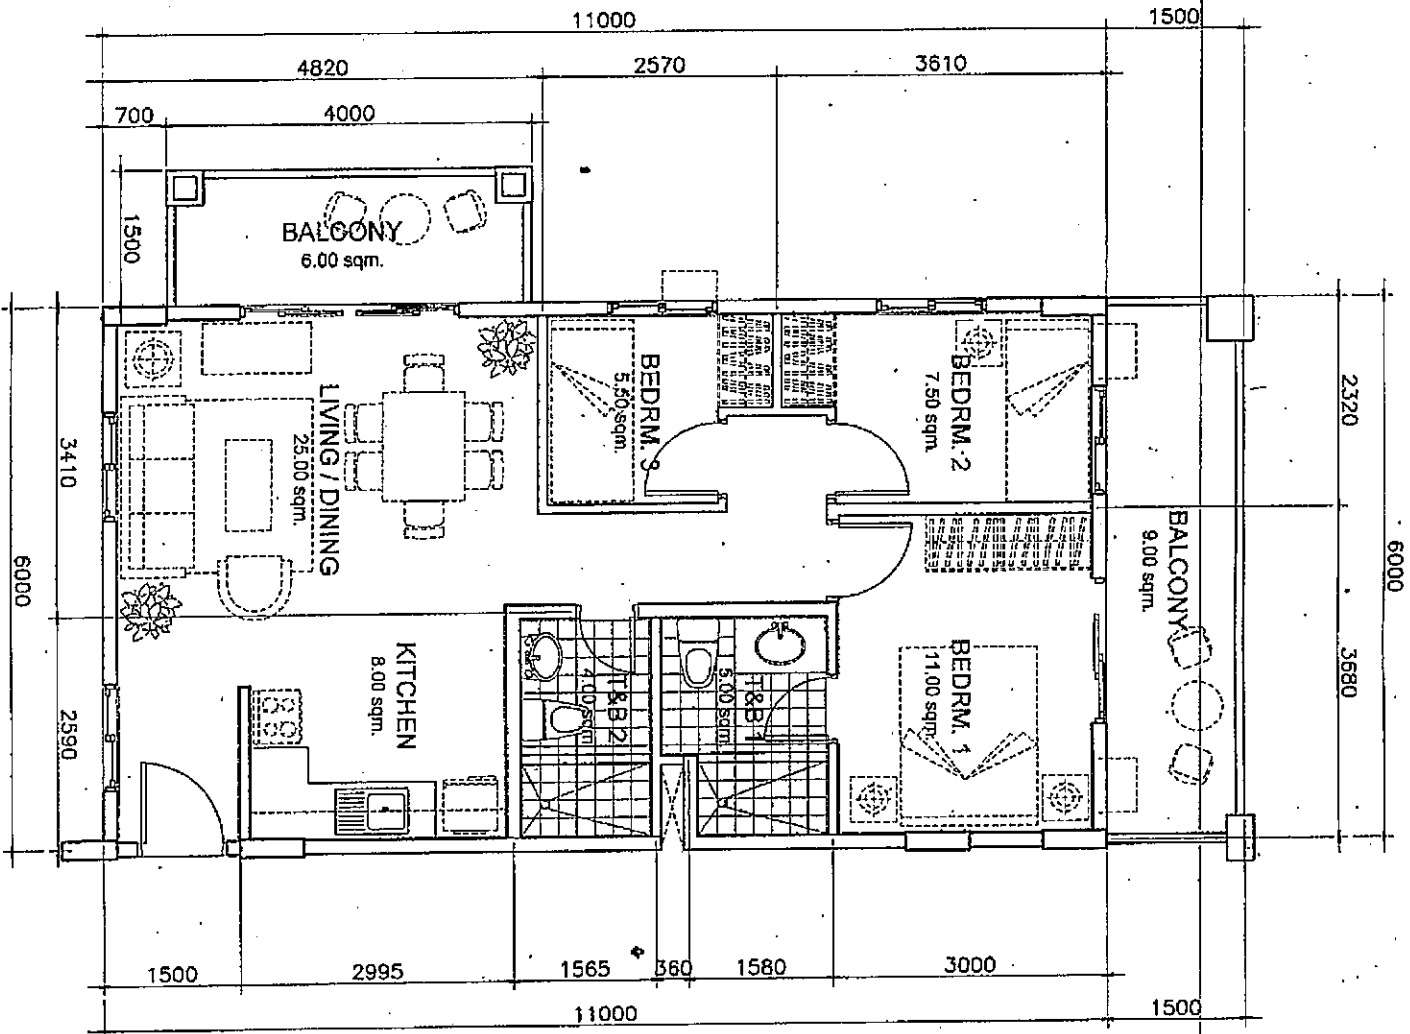 11000
1500
4820
2570
3610
700
4000
1500
BALCONY
6.00 sqm.
BEDRM. 3
5.50 sqm.
BEDRM. 2
7.50 sqm.
LIVING / DINING
25.00 sqm.
3410
6000
2590
2320
6000
3680
BALCONY
9.00 sqm.
KITCHEN
8.00 sqm.
T&B 2
4.00 sqm.
T&B 1
5.00 sqm.
BEDRM. 1
11.00 sqm.
1500
2995
1565
360
1580
3000
11000
1500